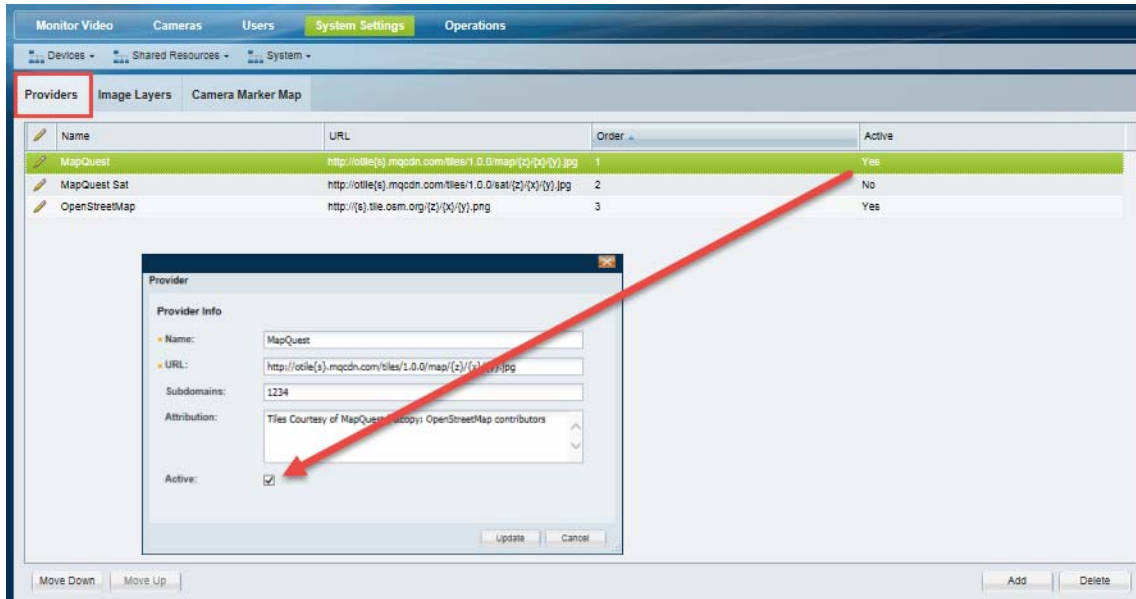 Monitor Video Cameras Users System Settings Operations
Devices Shared Resources System
Providers Image Layers Camera Marker Map
Name URL Order Active
MapQuest http://otile{s}.mqcdn.com/tiles/1.0.0/map/{z}/{x}/{y}.jpg 1 Yes
MapQuest Sat http://otile{s}.mqcdn.com/tiles/1.0.0/sat/{z}/{x}/{y}.jpg 2 No
OpenStreetMap http://{s}.tile.osm.org/{z}/{x}/{y}.png 3 Yes
Provider
Provider Info
Name: MapQuest
URL: http://otile{s}.mqcdn.com/tiles/1.0.0/map/{z}/{x}/{y}.jpg
Subdomains: 1234
Attribution: Tiles Courtesy of MapQuest OpenStreetMap contributors
Active:
Update Cancel
Move Down Move Up Add Delete